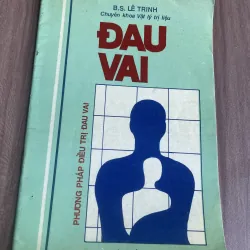 B.S. LÊ TRINH
Chuyên khoa Vật lý trị liệu
ĐAU
VAI
PHƯƠNG PHÁP ĐIỀU TRỊ ĐAU VAI